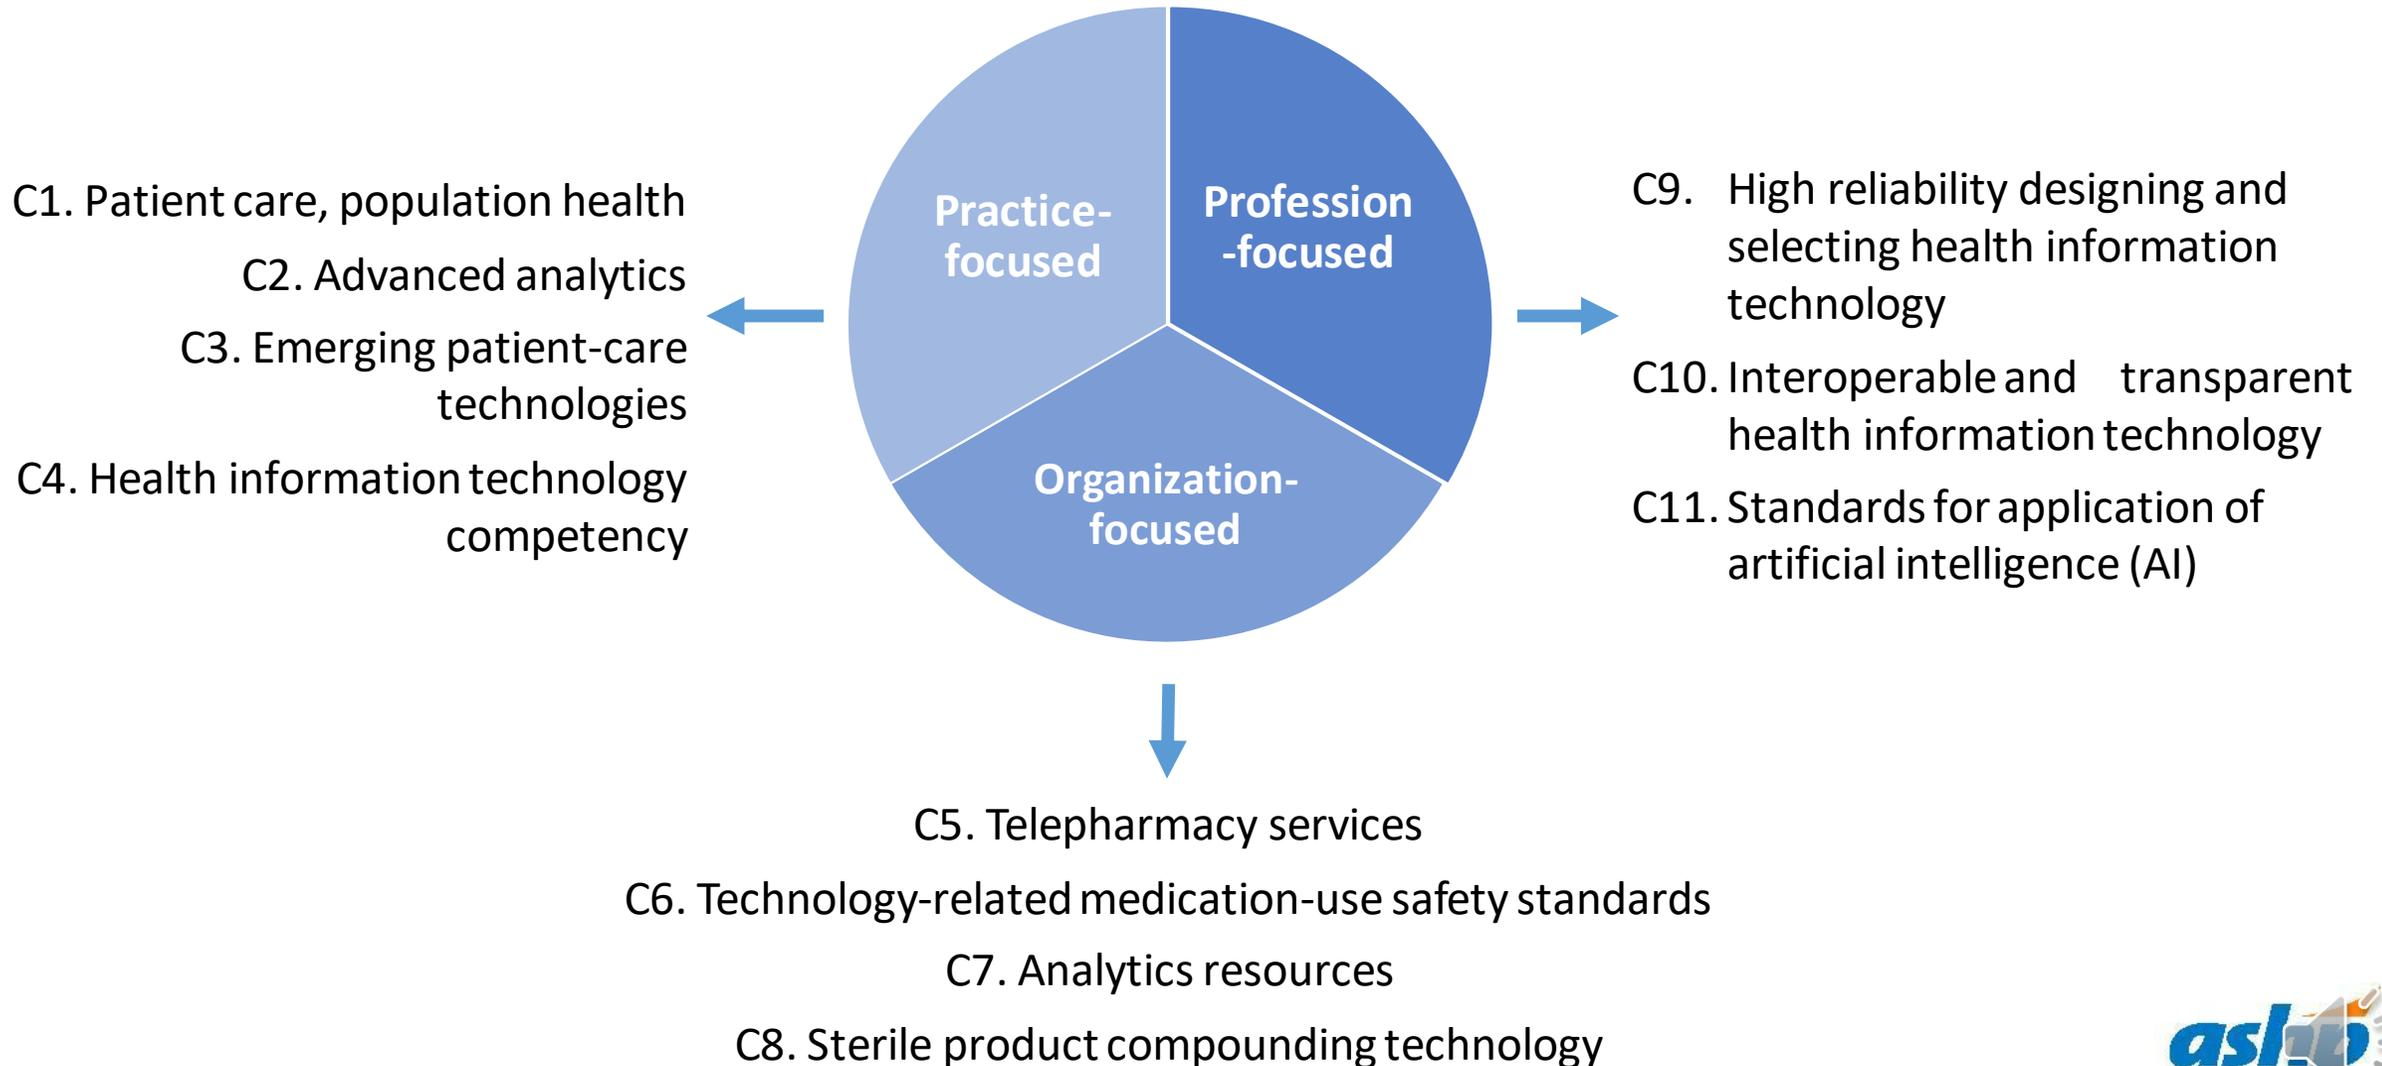 Practice-
focused
Profession
-focused
Organization-
focused
C1. Patient care, population health
C2. Advanced analytics
C3. Emerging patient-care
technologies
C4. Health information technology
competency
C9. High reliability designing and
selecting health information
technology
C10. Interoperable and transparent
health information technology
C11. Standards for application of
artificial intelligence (AI)
C5. Telepharmacy services
C6. Technology-related medication-use safety standards
C7. Analytics resources
C8. Sterile product compounding technology
ashp